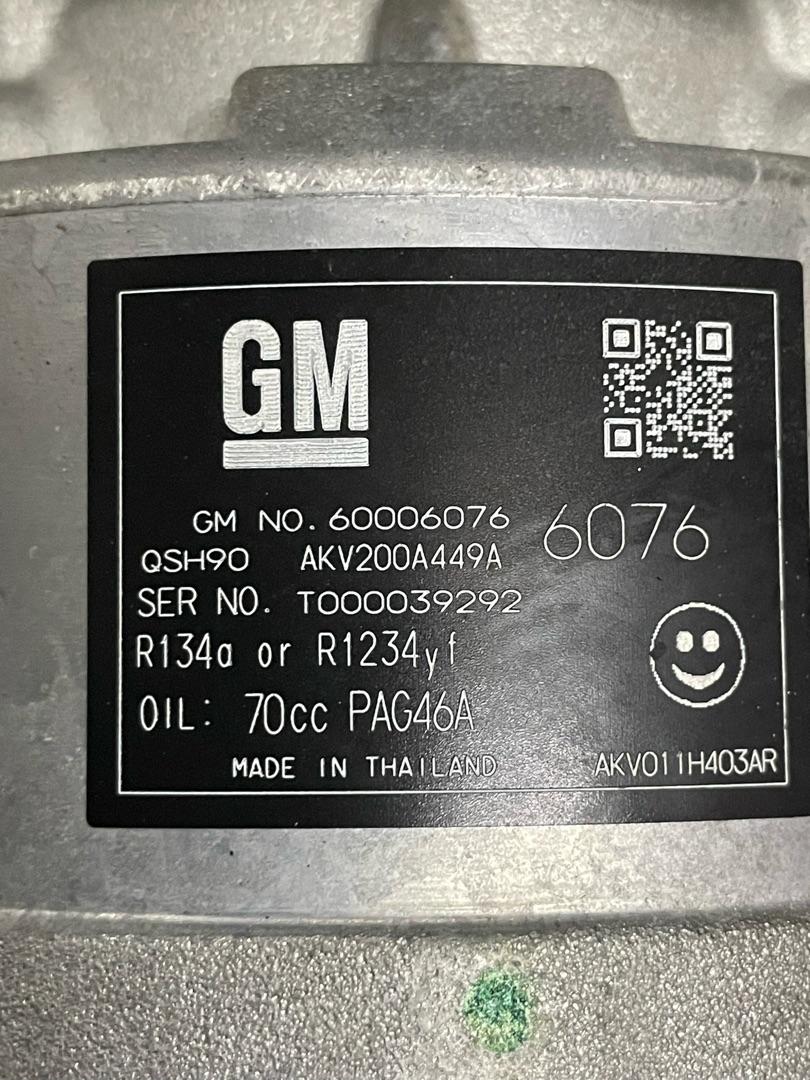 GM
GM NO. 60006076 6076
QSH90 AKV200A449A
SER NO. T000039292
R134a or R1234yf
OIL: 70cc PAG46A
MADE IN THAILAND AKV011H403AR